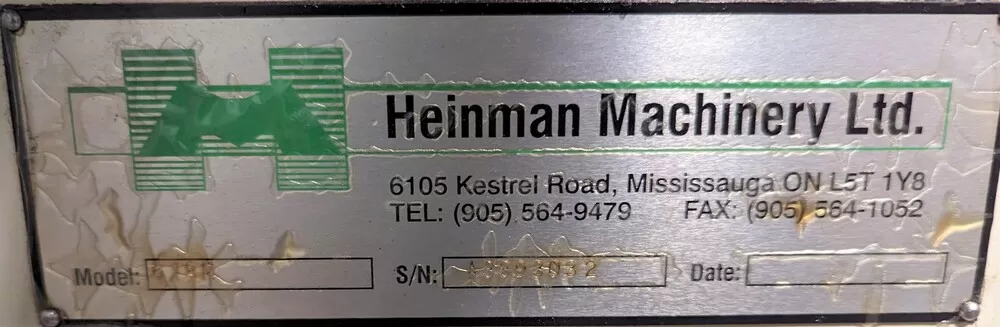 Heinman Machinery Ltd.
6105 Kestrel Road, Mississauga ON L5T 1Y8
TEL: (905) 564-9479 FAX: (905) 564-1052
Model: S/N: Date: